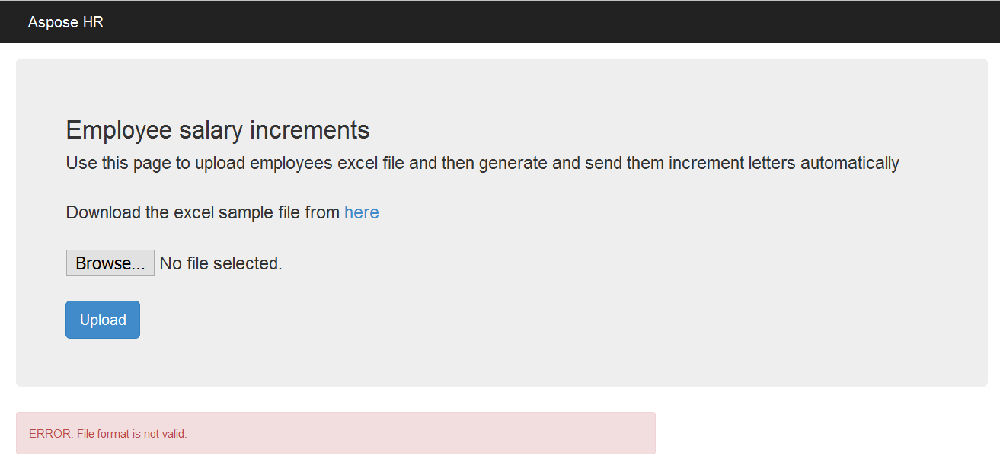 Aspose HR
Employee salary increments
Use this page to upload employees excel file and then generate and send them increment letters automatically
Download the excel sample file from here
Browse... No file selected.
Upload
ERROR: File format is not valid.